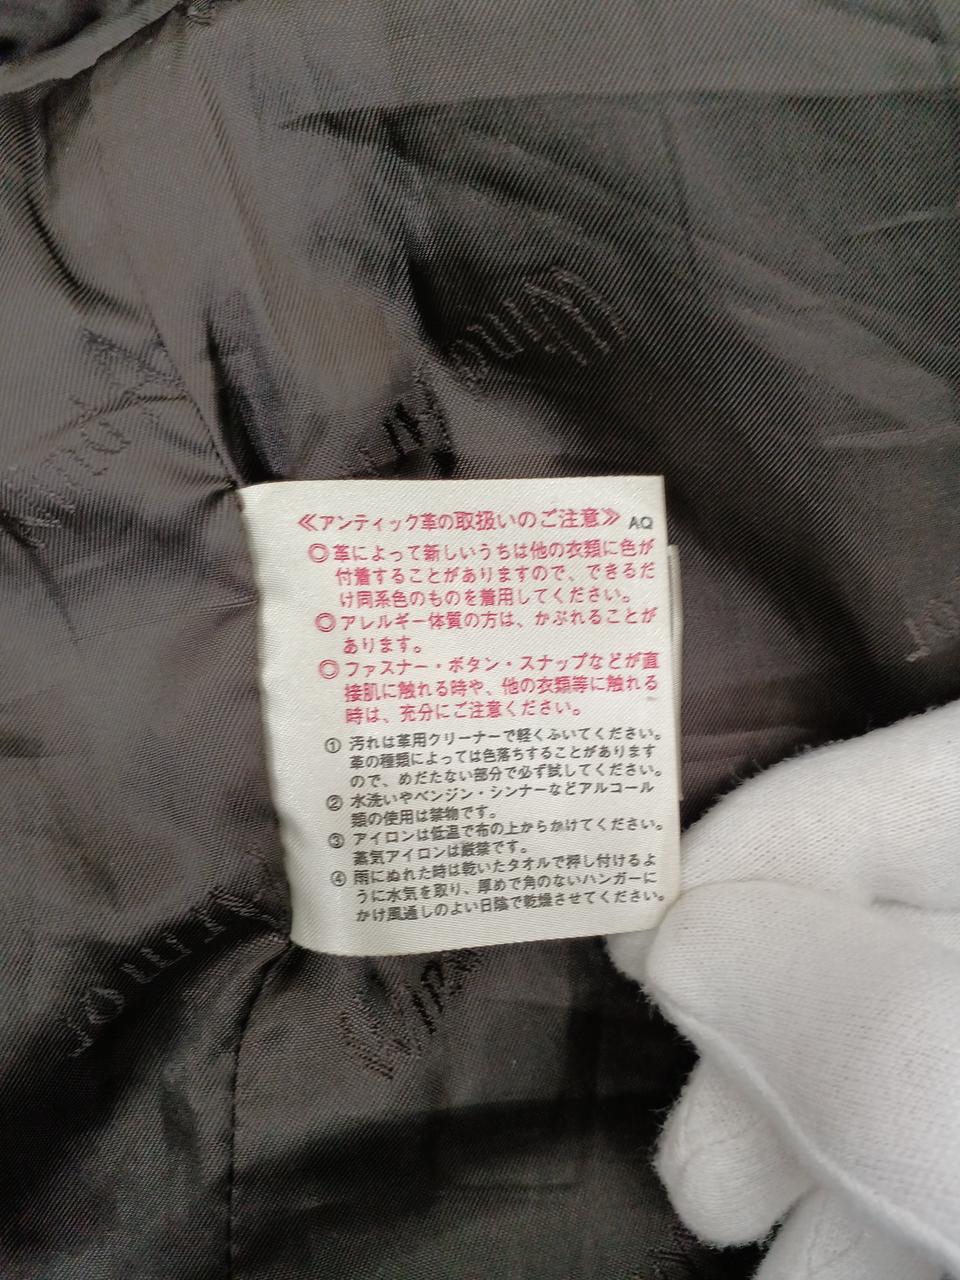 ≪アンティック革の取扱いのご注意≫ AQ
◎革によって新しいうちは他の衣類に色が
付着することがありますので、できるだ
け同系色のものを着用してください。
◎アレルギー体質の方は、かぶれることが
あります。
◎ファスナー・ボタン・スナップなどが直
接肌に触れる時や、他の衣類等に触れる
時は、充分にご注意ください。
① 汚れは革用クリーナーで軽くふいてください。
革の種類によっては色落ちすることがあります
ので、めだたない部分で必ず試してください。
② 水洗いやベンジン・シンナーなどアルコール
類の使用は禁物です。
③ アイロンは低温で布の上からかけてください。
蒸気アイロンは厳禁です。
④ 雨にぬれた時は乾いたタオルで押し付けるよ
うに水気を取り、厚めで角のないハンガーに
かけ風通しのよい日陰で乾燥させてください。